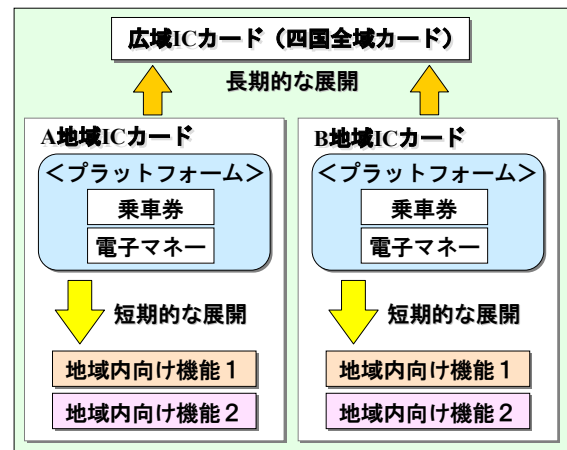 広域ICカード（四国全域カード）
長期的な展開
A地域ICカード
＜プラットフォーム＞
乗車券
電子マネー
短期的な展開
地域内向け機能１
地域内向け機能２
B地域ICカード
＜プラットフォーム＞
乗車券
電子マネー
短期的な展開
地域内向け機能１
地域内向け機能２